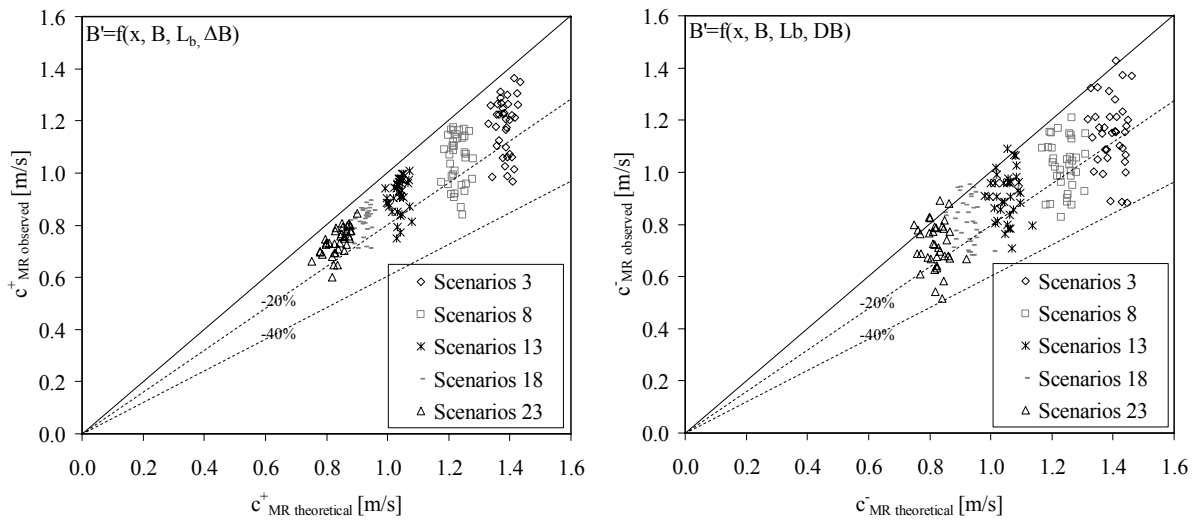 B'=f(x, B, L_b, ΔB)
1.6
1.4
1.2
1.0
0.8
0.6
0.4
0.2
0.0
c⁺MR observed [m/s]
-20%
-40%
Scenarios 3
Scenarios 8
Scenarios 13
Scenarios 18
Scenarios 23
0.0 0.2 0.4 0.6 0.8 1.0 1.2 1.4 1.6
c⁺MR theoretical [m/s]
B'=f(x, B, Lb, DB)
1.6
1.4
1.2
1.0
0.8
0.6
0.4
0.2
0.0
c⁻MR observed [m/s]
-20%
-40%
Scenarios 3
Scenarios 8
Scenarios 13
Scenarios 18
Scenarios 23
0.0 0.2 0.4 0.6 0.8 1.0 1.2 1.4 1.6
c⁻MR theoretical [m/s]